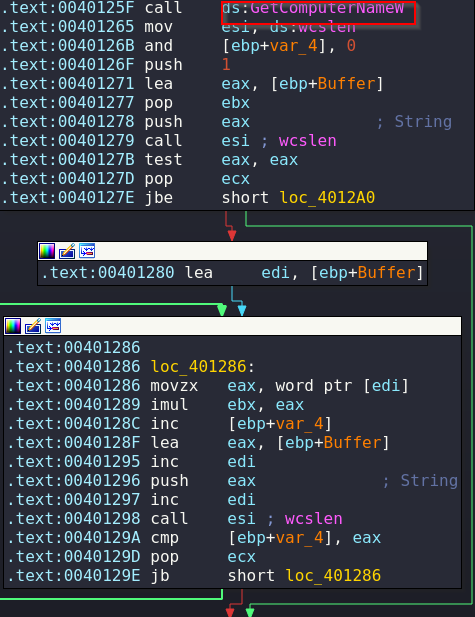 .text:0040125F call ds:GetComputerNameW
.text:00401265 mov esi, ds:wcslen
.text:0040126B and [ebp+var_4], 0
.text:0040126F push 1
.text:00401271 lea eax, [ebp+Buffer]
.text:00401277 pop ebx
.text:00401278 push eax ; String
.text:00401279 call esi ; wcslen
.text:0040127B test eax, eax
.text:0040127D pop ecx
.text:0040127E jbe short loc_4012A0
.text:00401280 lea edi, [ebp+Buffer]
.text:00401286
.text:00401286 loc_401286:
.text:00401286 movzx eax, word ptr [edi]
.text:00401289 imul ebx, eax
.text:0040128C inc [ebp+var_4]
.text:0040128F lea eax, [ebp+Buffer]
.text:00401295 inc edi
.text:00401296 push eax ; String
.text:00401297 inc edi
.text:00401298 call esi ; wcslen
.text:0040129A cmp [ebp+var_4], eax
.text:0040129D pop ecx
.text:0040129E jb short loc_401286